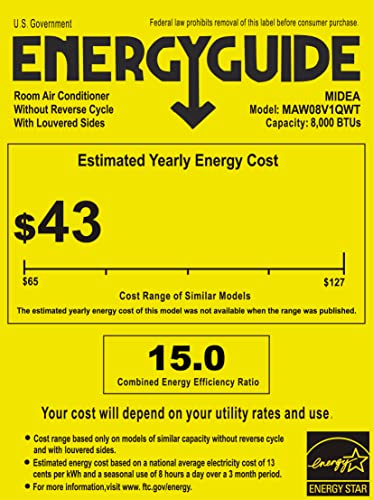 U.S. Government
Federal law prohibits removal of this label before consumer purchase.
ENERGYGUIDE
Room Air Conditioner
Without Reverse Cycle
With Louvered Sides
MIDEA
Model: MAW08V1QWT
Capacity: 8,000 BTUs
Estimated Yearly Energy Cost
$43
$65
$127
Cost Range of Similar Models
The estimated yearly energy cost of this model was not available when the range was published.
15.0
Combined Energy Efficiency Ratio
Your cost will depend on your utility rates and use.
● Cost range based only on models of similar capacity without reverse cycle
and with louvered sides.
● Estimated energy cost based on a national average electricity cost of 13
cents per kWh and a seasonal use of 8 hours a day over a 3 month period.
● For more information,visit www. ftc.gov/energy.
energy
ENERGY STAR